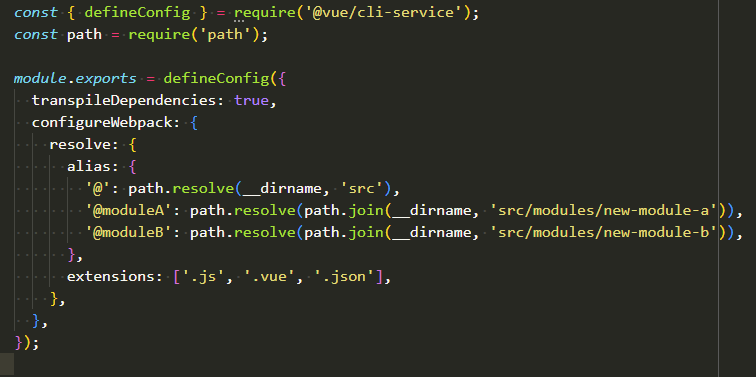 const { defineConfig } = require('@vue/cli-service');
const path = require('path');
module.exports = defineConfig({
transpileDependencies: true,
configureWebpack: {
resolve: {
alias: {
'@': path.resolve(__dirname, 'src'),
'@moduleA': path.resolve(path.join(__dirname, 'src/modules/new-module-a')),
'@moduleB': path.resolve(path.join(__dirname, 'src/modules/new-module-b')),
},
extensions: ['.js', '.vue', '.json'],
},
},
});